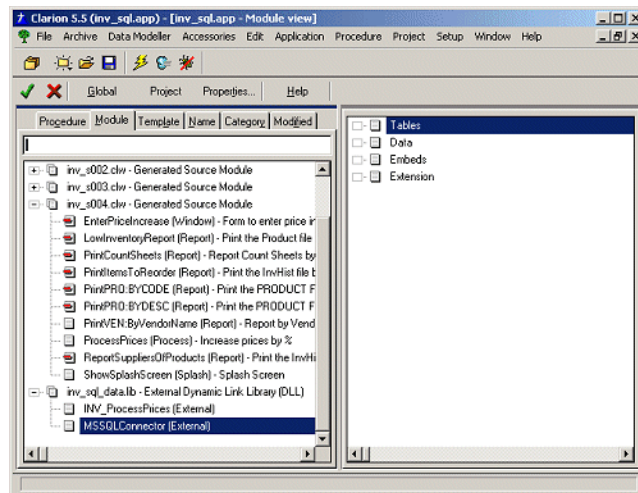 Clarion 5.5 (inv_sql.app) - [inv_sql.app - Module view]
File Archive Data Modeller Accessories Edit Application Procedure Project Setup Window Help
Global Project Properties... Help
Procedure Module Template Name Category Modified
inv_s002.clw - Generated Source Module
inv_s003.clw - Generated Source Module
inv_s004.clw - Generated Source Module
EnterPriceIncrease (Window) - Form to enter price ir
LowInventoryReport (Report) - Print the Product file
PrintCountSheets (Report) - Report Count Sheets by
PrintItemsToReorder (Report) - Print the InvHist file b
PrintPRO:BYCODE (Report) - Print the PRODUCT F
PrintPRO:BYDESC (Report) - Print the PRODUCT F
PrintVEN:ByVendorName (Report) - Report by Vend
ProcessPrices (Process) - Increase prices by %
ReportSuppliersOfProducts (Report) - Print the InvHi
ShowSplashScreen (Splash) - Splash Screen
inv_sql_data.lib - External Dynamic Link Library (DLL)
INV_ProcessPrices (External)
MSSQLConnector (External)
Tables
Data
Embeds
Extension